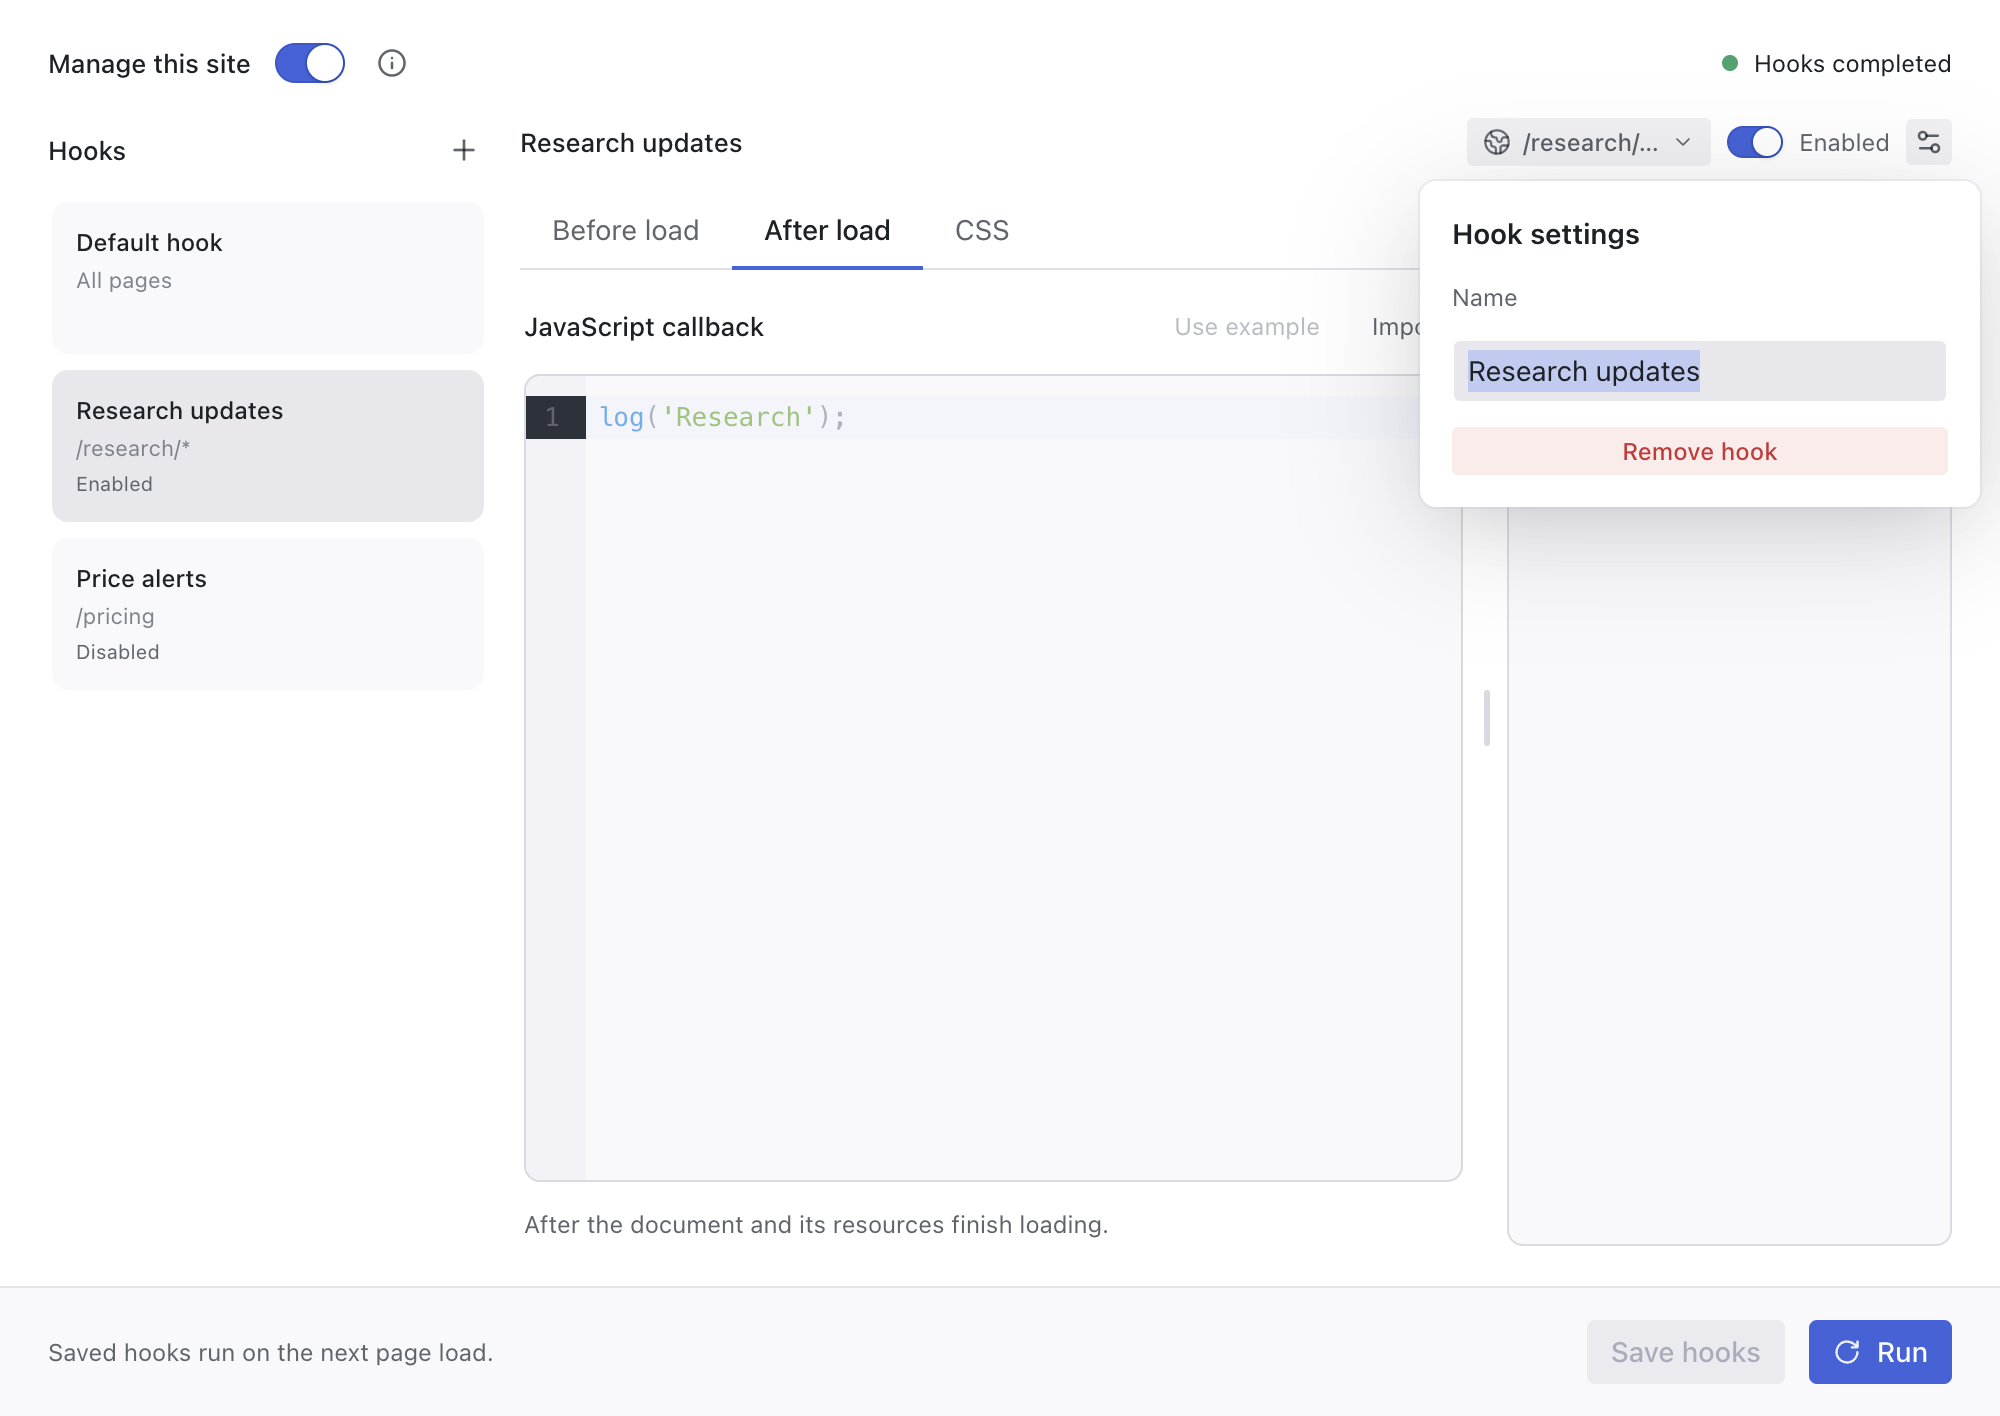 Manage this site
Hooks completed
Hooks
Research updates
/research/...
Enabled
Default hook
All pages
Research updates
/research/*
Enabled
Price alerts
/pricing
Disabled
Before load
After load
CSS
JavaScript callback
Use example
1
log('Research');
After the document and its resources finish loading.
Hook settings
Name
Research updates
Remove hook
Saved hooks run on the next page load.
Save hooks
Run